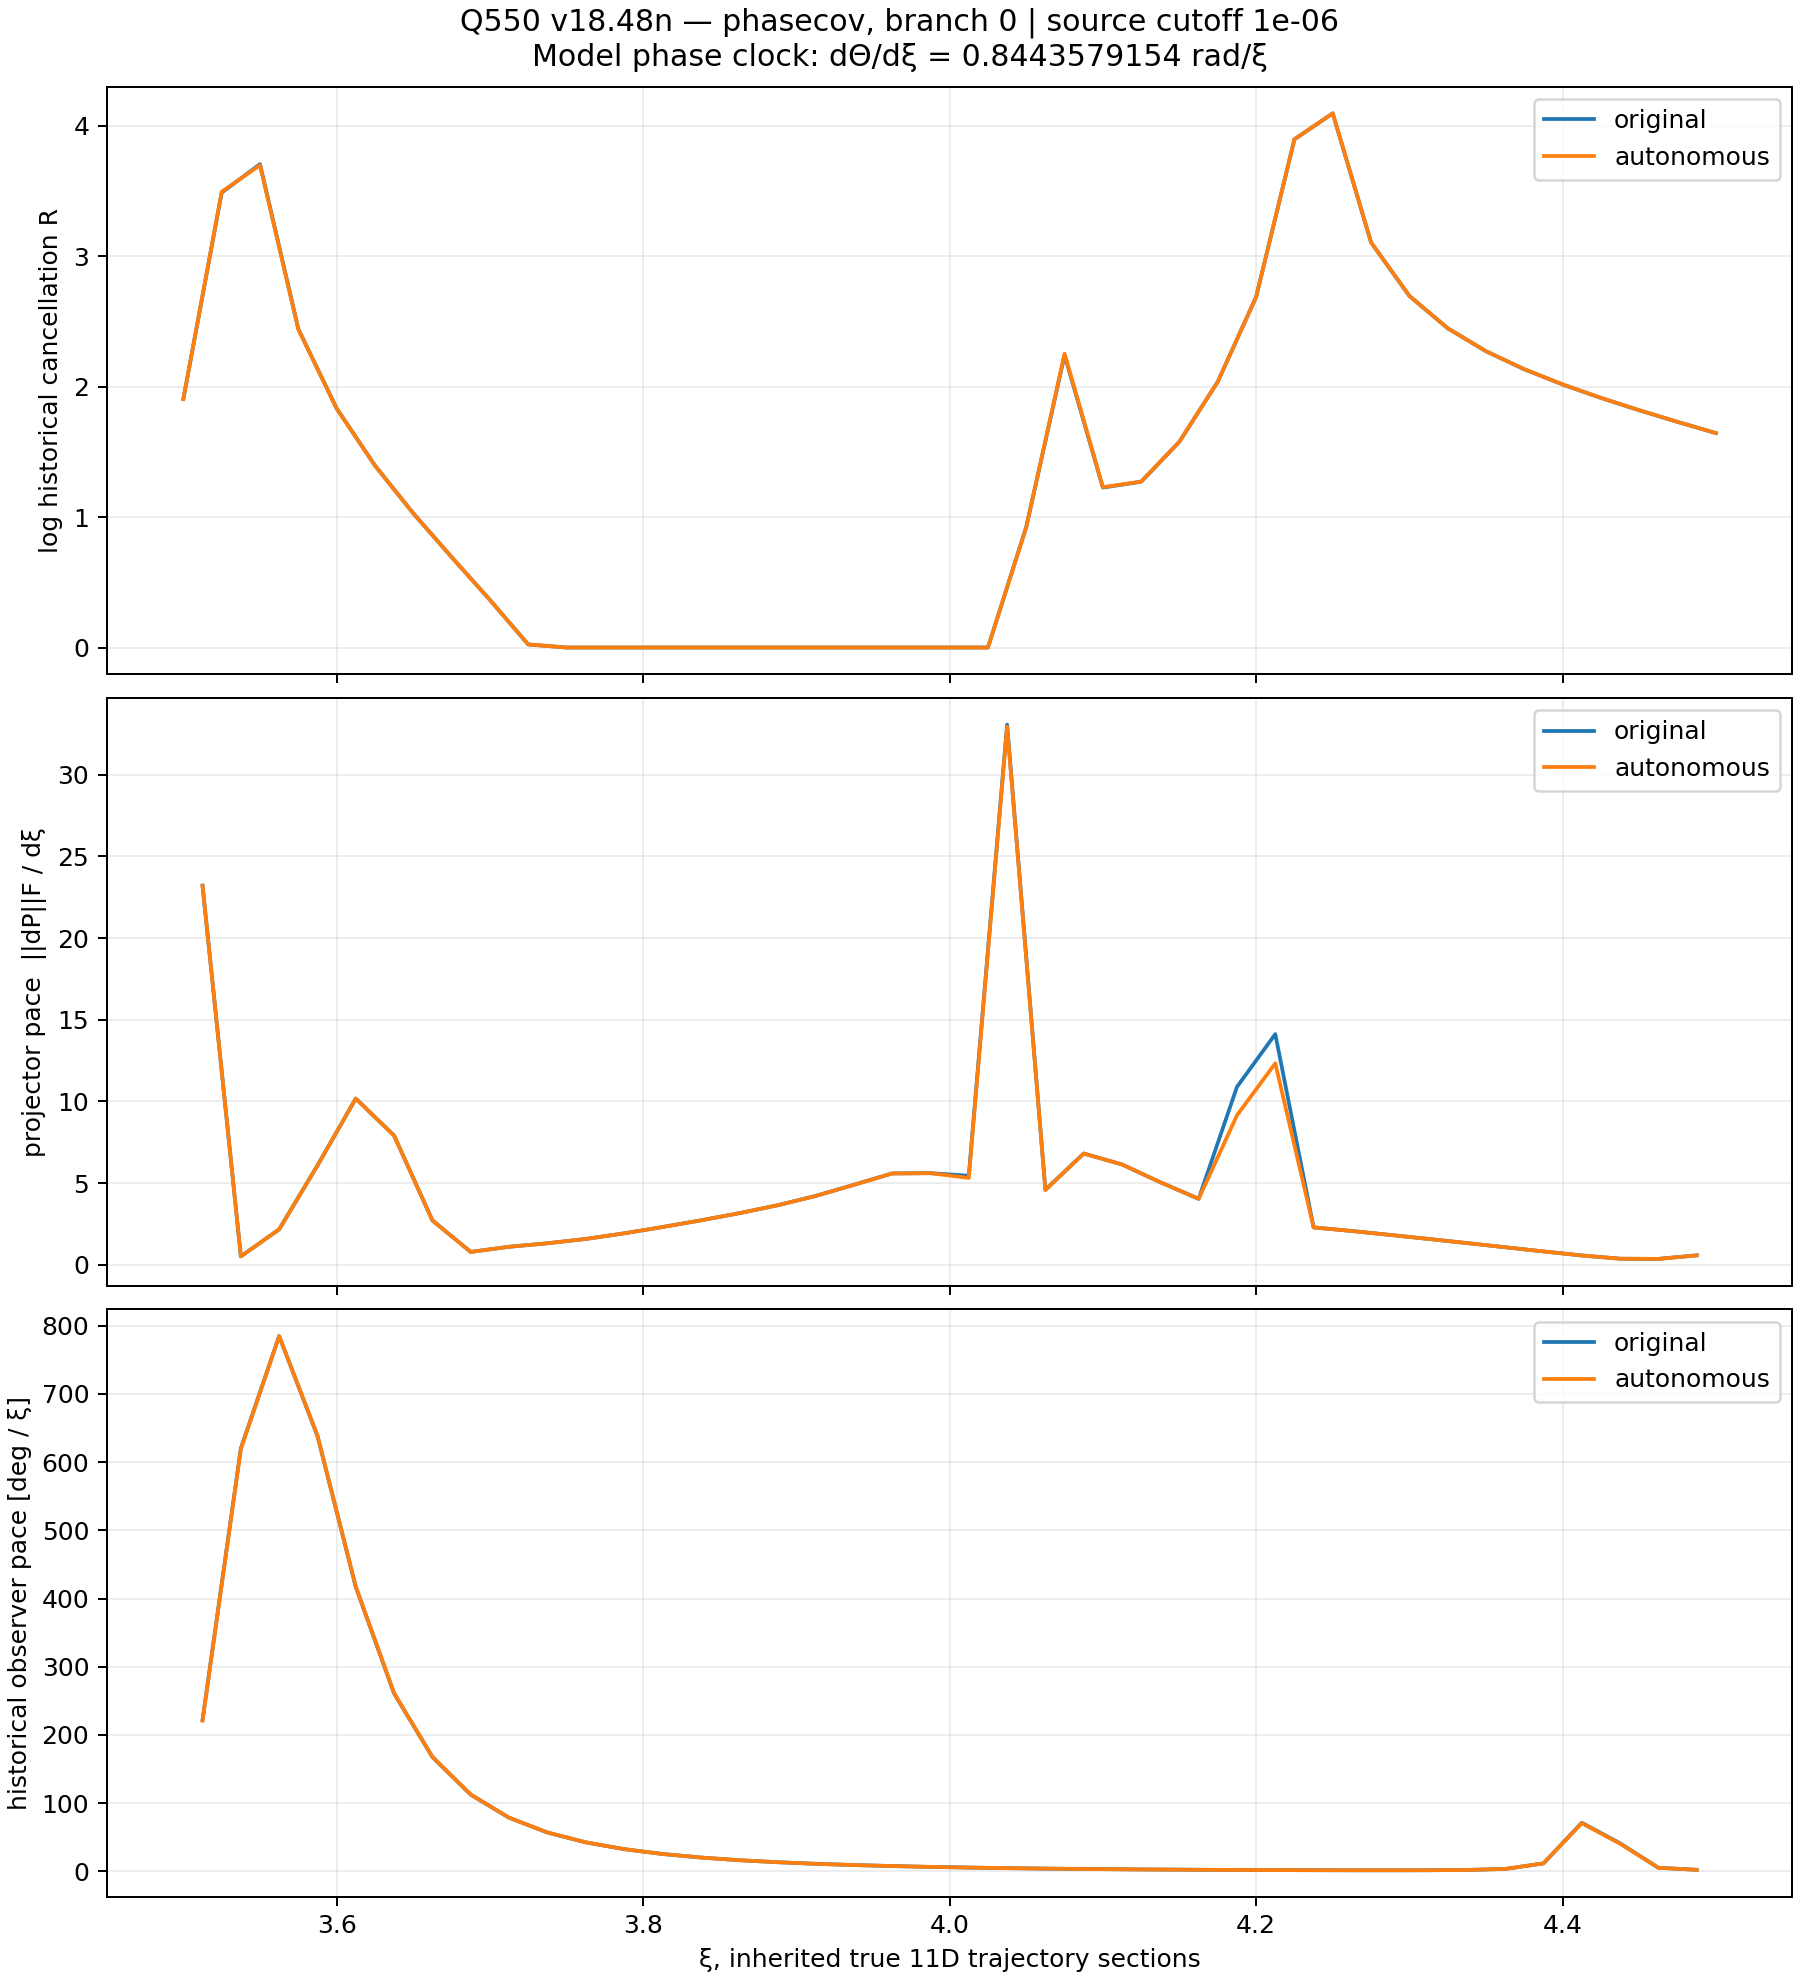 Q550 v18.48n — phasecov, branch 0 | source cutoff 1e-06
Model phase clock: dΘ/dξ = 0.8443579154 rad/ξ
log historical cancellation R
4
3
2
1
0
original
autonomous
projector pace ||dP||F / dξ
30
25
20
15
10
5
0
original
autonomous
historical observer pace [deg / ξ]
800
700
600
500
400
300
200
100
0
original
autonomous
3.6 3.8 4.0 4.2 4.4
ξ, inherited true 11D trajectory sections